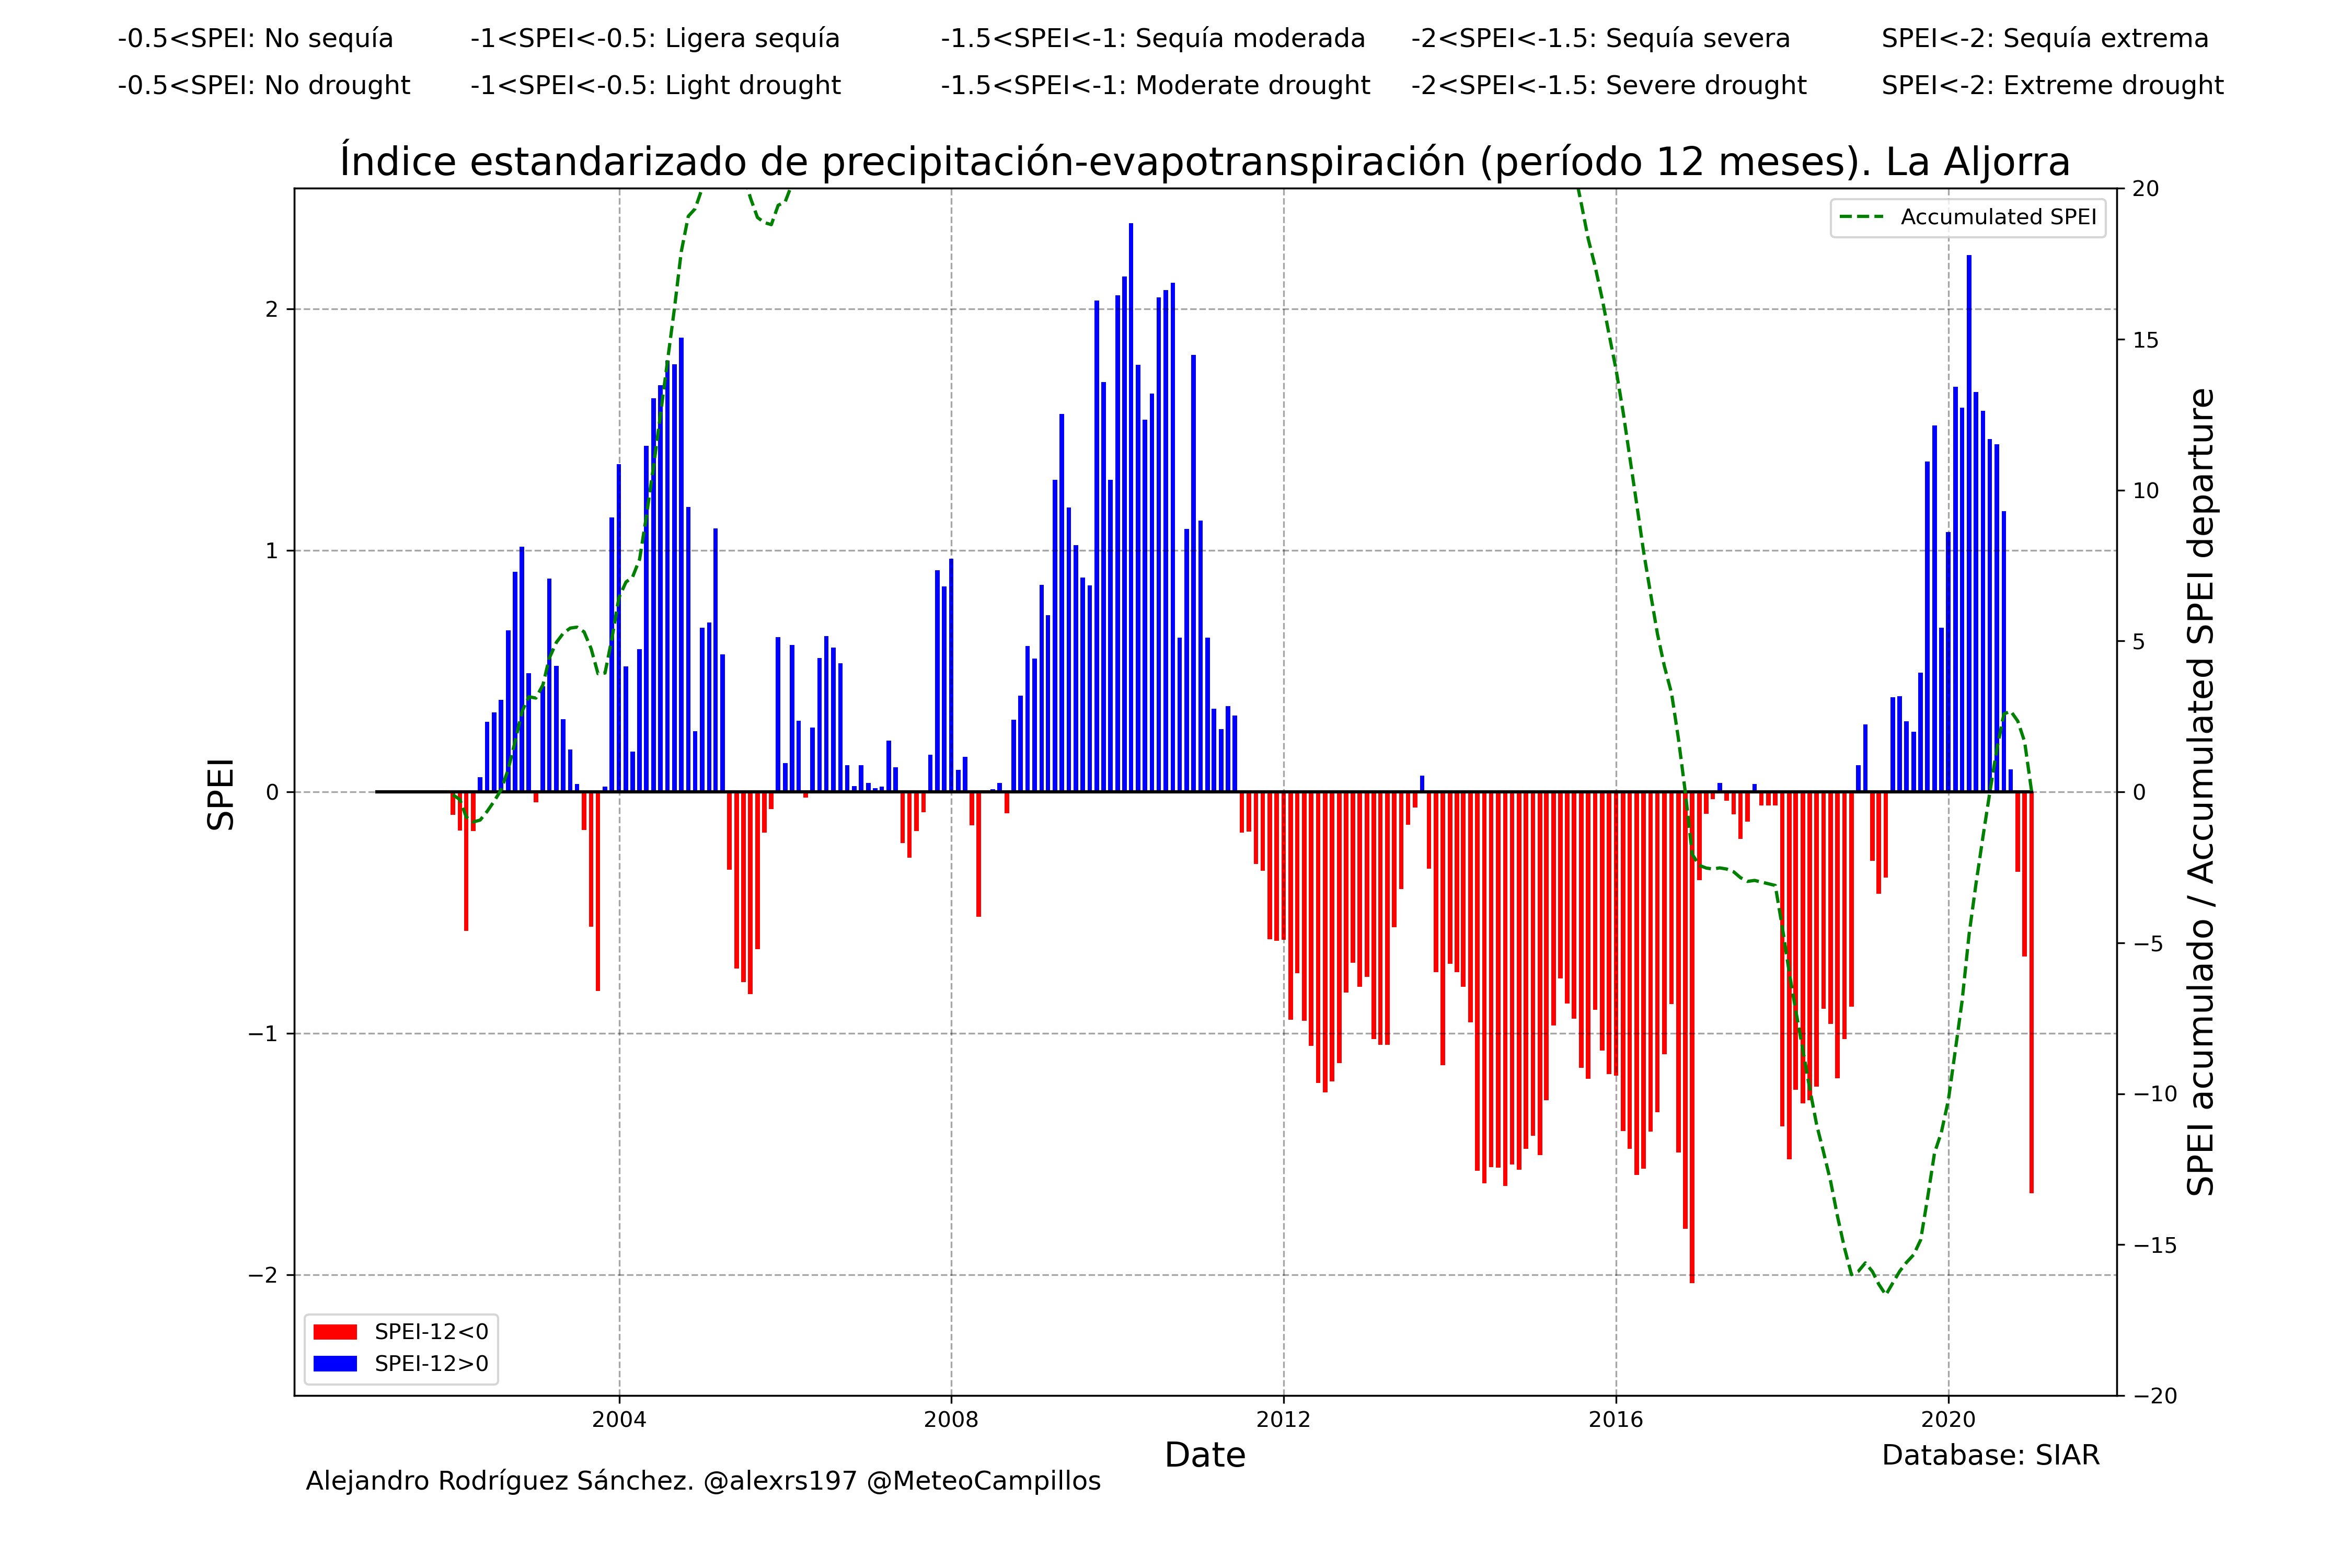 -0.5<SPEI: No sequía -1<SPEI<-0.5: Ligera sequía -1.5<SPEI<-1: Sequía moderada -2<SPEI<-1.5: Sequía severa SPEI<-2: Sequía extrema
-0.5<SPEI: No drought -1<SPEI<-0.5: Light drought -1.5<SPEI<-1: Moderate drought -2<SPEI<-1.5: Severe drought SPEI<-2: Extreme drought
Índice estandarizado de precipitación-evapotranspiración (período 12 meses). La Aljorra
Accumulated SPEI
SPEI
2
1
0
−1
−2
20
15
10
5
0
−5
−10
−15
−20
SPEI acumulado / Accumulated SPEI departure
SPEI-12<0
SPEI-12>0
2004 2008 2012 2016 2020
Date
Database: SIAR
Alejandro Rodríguez Sánchez. @alexrs197 @MeteoCampillos